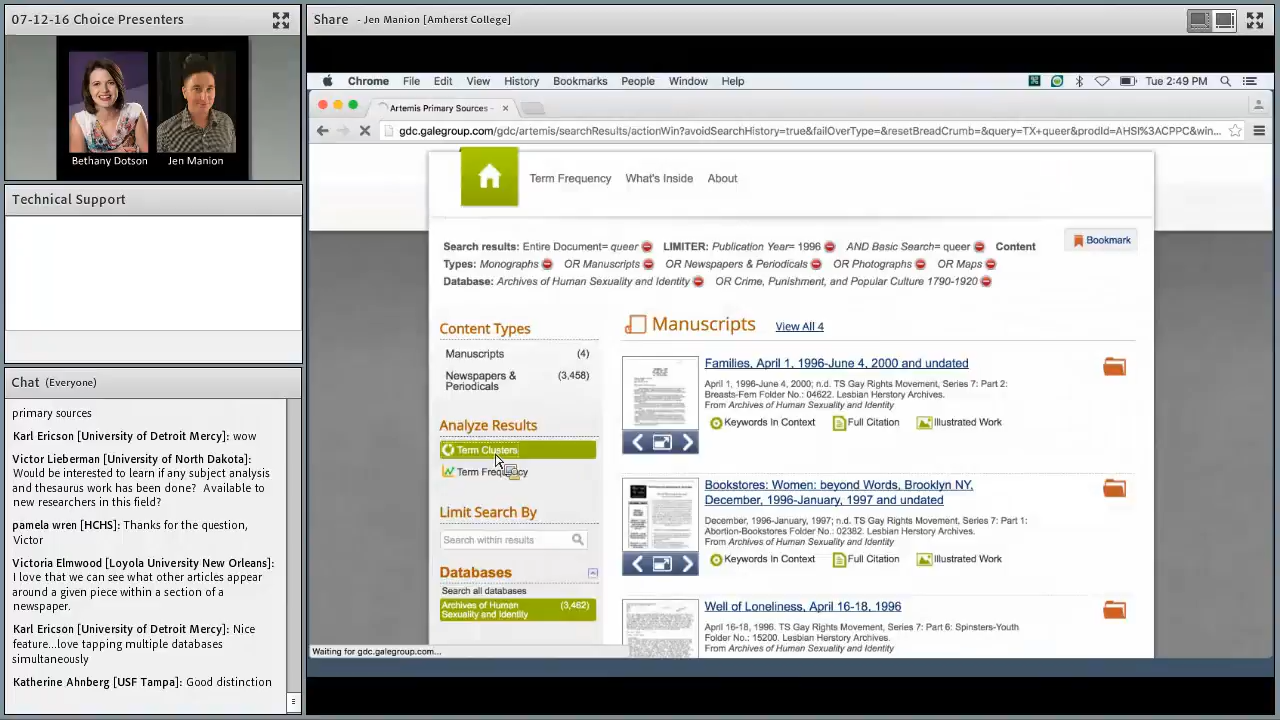 07-12-16 Choice Presenters
Bethany Dotson
Jen Manion
Technical Support
Chat (Everyone)
primary sources
Karl Ericson [University of Detroit Mercy]: wow
Victor Lieberman [University of North Dakota]:
Would be interested to learn if any subject analysis
and thesaurus work has been done? Available to
new researchers in this field?
pamela wren [HCHS]: Thanks for the question,
Victor
Victoria Elmwood [Loyola University New Orleans]:
I love that we can see what other articles appear
around a given piece within a section of a
newspaper.
Karl Ericson [University of Detroit Mercy]: Nice
feature...love tapping multiple databases
simultaneously
Katherine Ahnberg [USF Tampa]: Good distinction
Share - Jen Manion [Amherst College]
Chrome File Edit View History Bookmarks People Window Help
Tue 2:49 PM
Artemis Primary Sources -
gdc.galegroup.com/gdc/artemis/searchResults/actionWin?avoidSearchHistory=true&failOverType=&resetBreadCrumb=&query=TX+queer&prodId=AHSI%3ACPPC&win...
Term Frequency What's Inside About
Search results: Entire Document= queer LIMITER: Publication Year= 1996 AND Basic Search= queer Content
Types: Monographs OR Manuscripts OR Newspapers & Periodicals OR Photographs OR Maps
Database: Archives of Human Sexuality and Identity OR Crime, Punishment, and Popular Culture 1790-1920
Bookmark
Content Types
Manuscripts (4)
Newspapers & (3,458)
Periodicals
Analyze Results
Term Clusters
Term Frequency
Limit Search By
Search within results
Databases
Search all databases
Archives of Human (3,462)
Sexuality and Identity
Manuscripts View All 4
Families, April 1, 1996-June 4, 2000 and undated
April 1, 1996-June 4, 2000; n.d. TS Gay Rights Movement, Series 7: Part 2:
Breasts-Fem Folder No.: 04622. Lesbian Herstory Archives.
From Archives of Human Sexuality and Identity
Keywords In Context Full Citation Illustrated Work
Bookstores: Women: beyond Words, Brooklyn NY,
December, 1996-January, 1997 and undated
December, 1996-January, 1997; n.d. TS Gay Rights Movement, Series 7: Part 1:
Abortion-Bookstores Folder No.: 02382. Lesbian Herstory Archives.
From Archives of Human Sexuality and Identity
Keywords In Context Full Citation Illustrated Work
Well of Loneliness, April 16-18, 1996
April 16-18, 1996. TS Gay Rights Movement, Series 7: Part 6: Spinsters-Youth
Folder No.: 15200. Lesbian Herstory Archives.
From Archives of Human Sexuality and Identity
Waiting for gdc.galegroup.com...